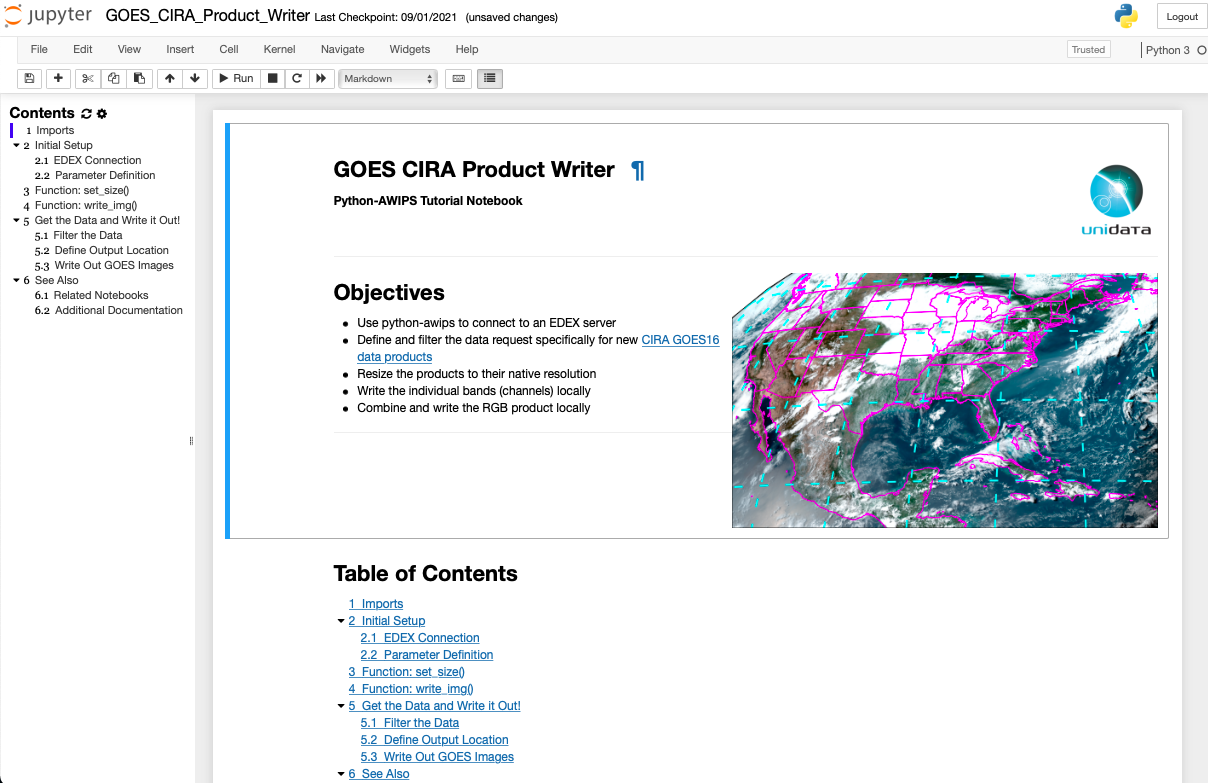 jupyter GOES_CIRA_Product_Writer Last Checkpoint: 09/01/2021 (unsaved changes) Logout
File Edit View Insert Cell Kernel Navigate Widgets Help Trusted Python 3
Run Markdown
Contents
1 Imports
2 Initial Setup
2.1 EDEX Connection
2.2 Parameter Definition
3 Function: set_size()
4 Function: write_img()
5 Get the Data and Write it Out!
5.1 Filter the Data
5.2 Define Output Location
5.3 Write Out GOES Images
6 See Also
6.1 Related Notebooks
6.2 Additional Documentation
GOES CIRA Product Writer ¶
Python-AWIPS Tutorial Notebook
unidata
Objectives
• Use python-awips to connect to an EDEX server
• Define and filter the data request specifically for new CIRA GOES16
data products
• Resize the products to their native resolution
• Write the individual bands (channels) locally
• Combine and write the RGB product locally
Table of Contents
1 Imports
2 Initial Setup
2.1 EDEX Connection
2.2 Parameter Definition
3 Function: set_size()
4 Function: write_img()
5 Get the Data and Write it Out!
5.1 Filter the Data
5.2 Define Output Location
5.3 Write Out GOES Images
6 See Also